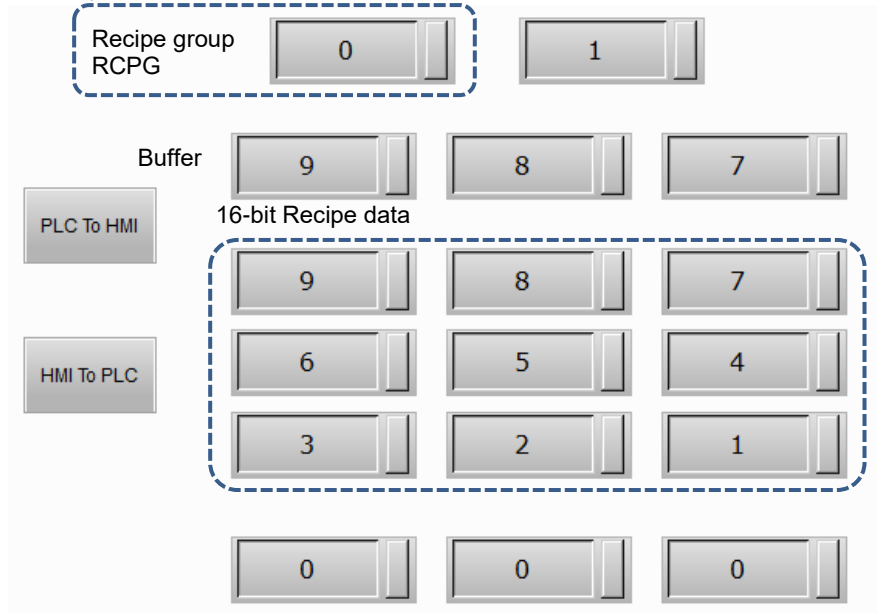 Recipe group
RCPG
0
1
Buffer
9 8 7
PLC To HMI
16-bit Recipe data
9 8 7
6 5 4
HMI To PLC
3 2 1
0 0 0